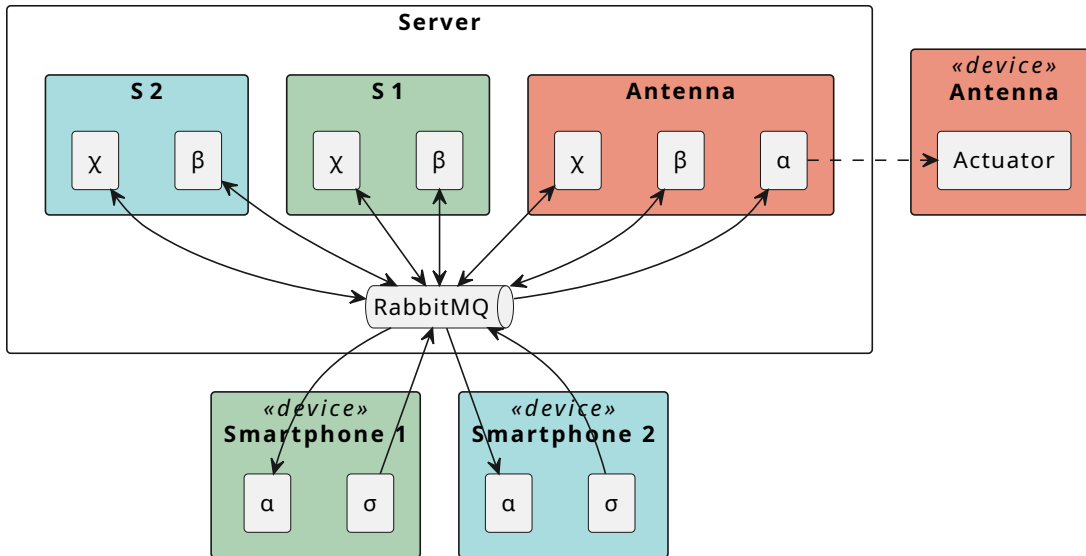 Server
S 2
S 1
Antenna
«device»
Antenna
χ
β
χ
β
χ
β
α
Actuator
RabbitMQ
«device»
Smartphone 1
«device»
Smartphone 2
α
σ
α
σ